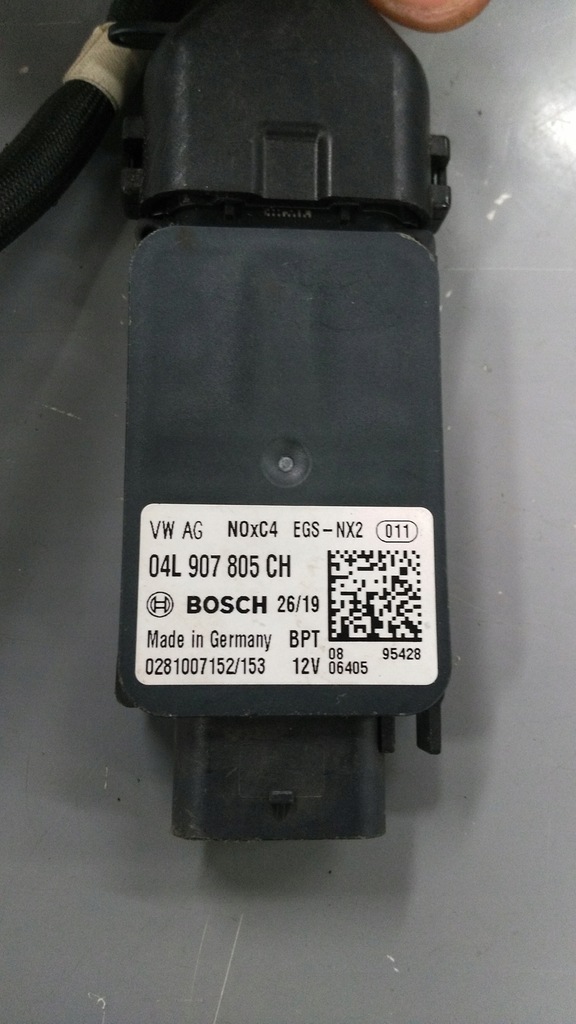 VW AG NOxC4 EGS-NX2 011
04L 907 805 CH
BOSCH 26/19
Made in Germany BPT
0281007152/153 12V
08 95428
06405